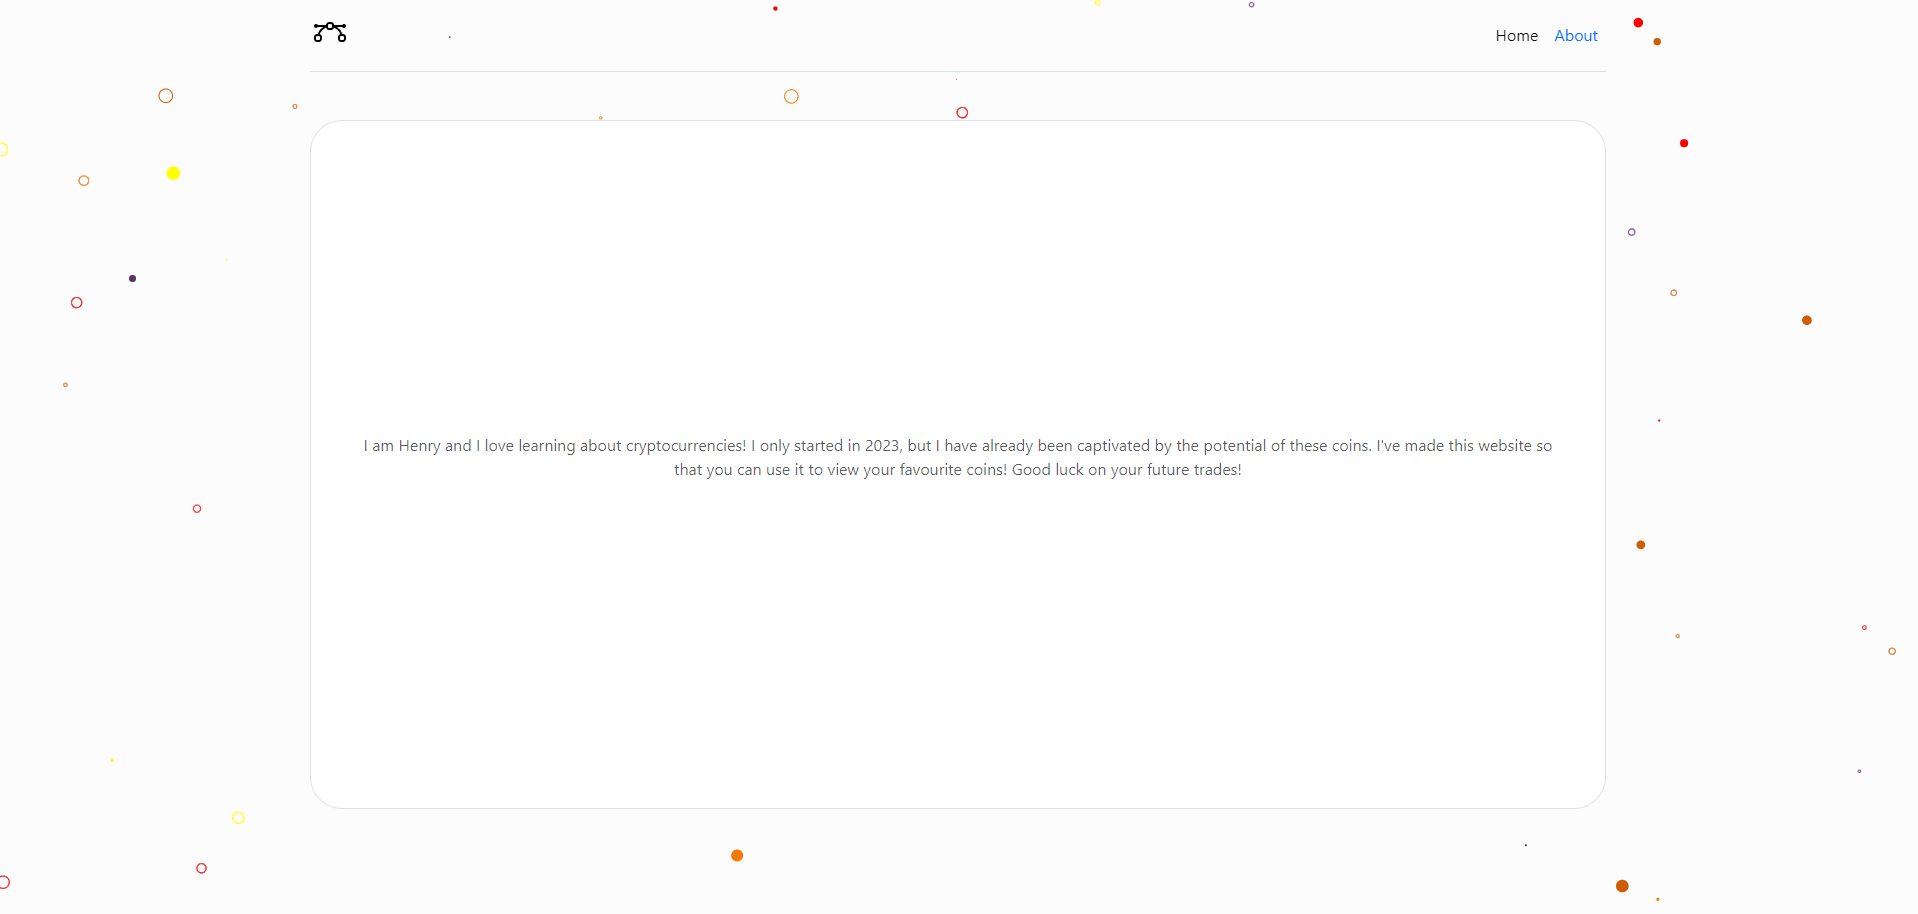 Home About
I am Henry and I love learning about cryptocurrencies! I only started in 2023, but I have already been captivated by the potential of these coins. I've made this website so
that you can use it to view your favourite coins! Good luck on your future trades!